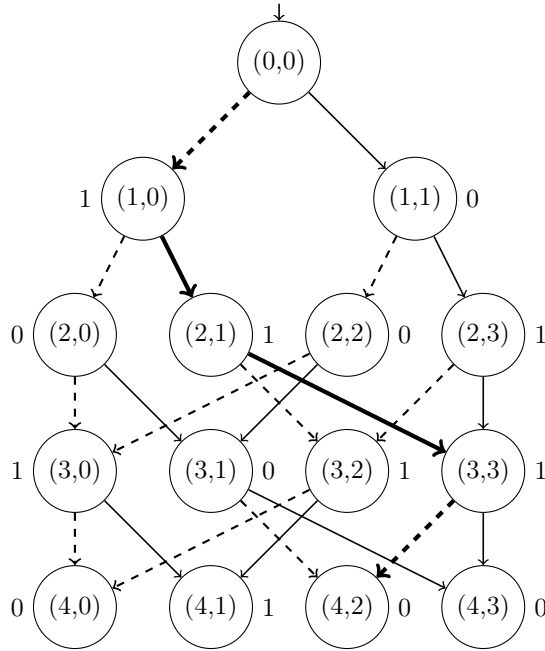 (0,0)
1 (1,0) (1,1) 0
0 (2,0) (2,1) 1 (2,2) 0 (2,3) 1
1 (3,0) (3,1) 0 (3,2) 1 (3,3) 1
0 (4,0) (4,1) 1 (4,2) 0 (4,3) 0